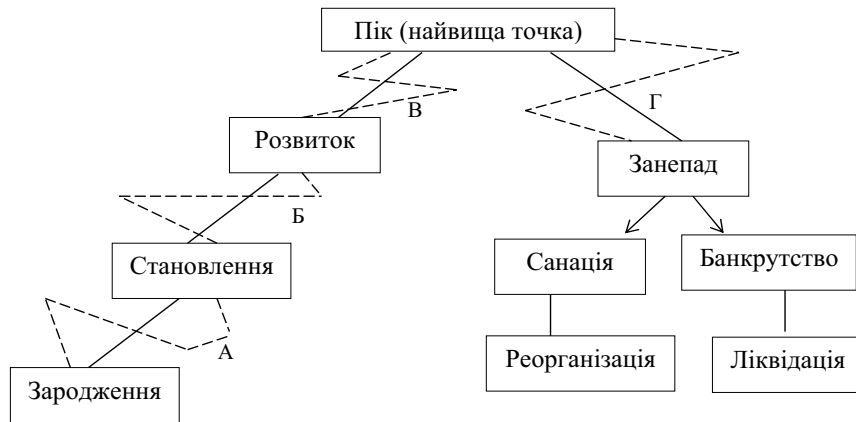 Пік (найвища точка)
В
Г
Розвиток
Занепад
Б
Становлення
Санація
Банкрутство
А
Реорганізація
Ліквідація
Зародження